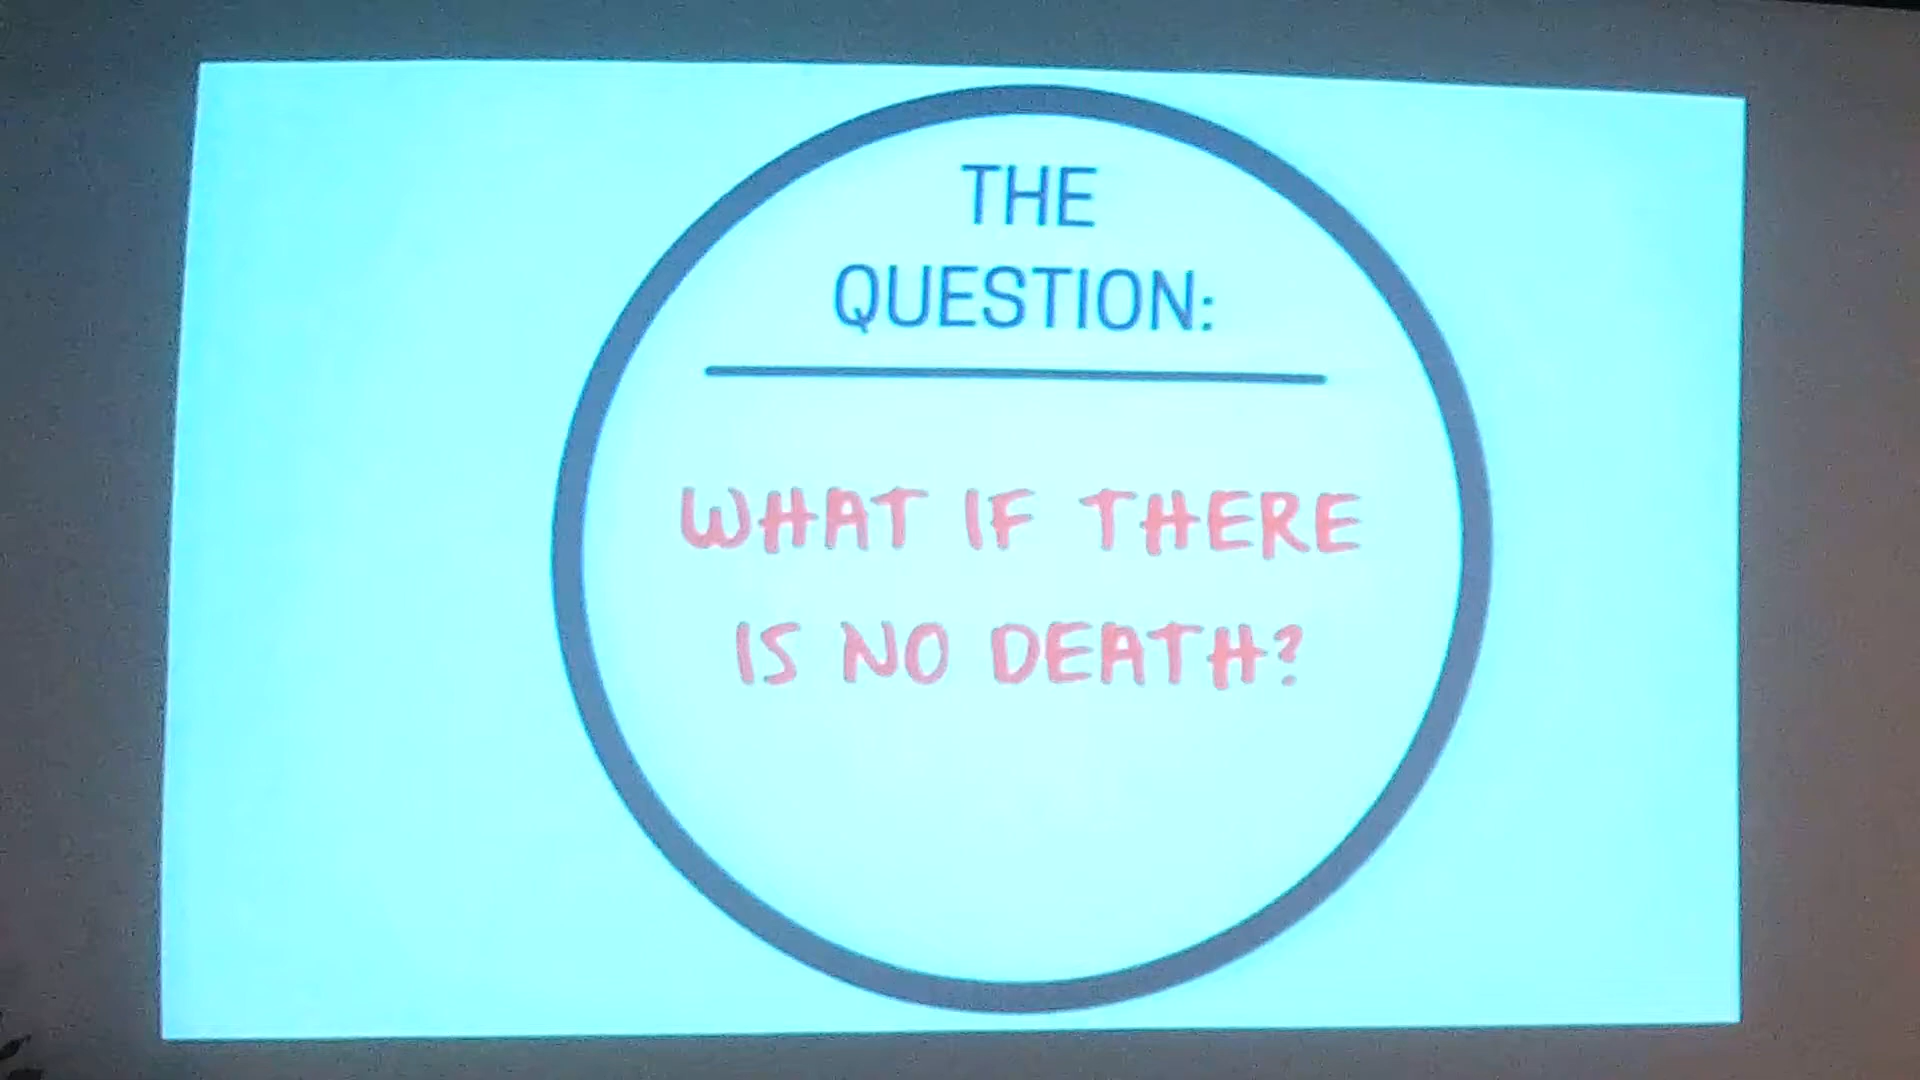 THE
QUESTION:
WHAT IF THERE
IS NO DEATH?